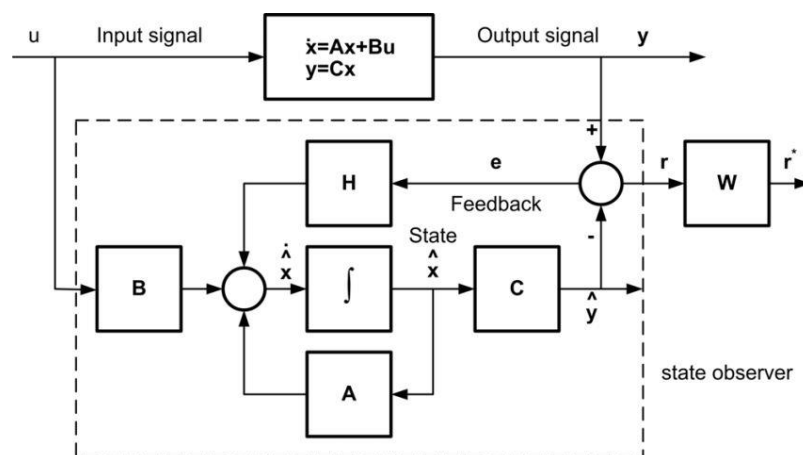 u
Input signal
ẋ=Ax+Bu
y=Cx
Output signal
y
+
H
e
Feedback
r
W
r*
-
State
B
x̂̇
∫
x̂
C
ŷ
A
state observer